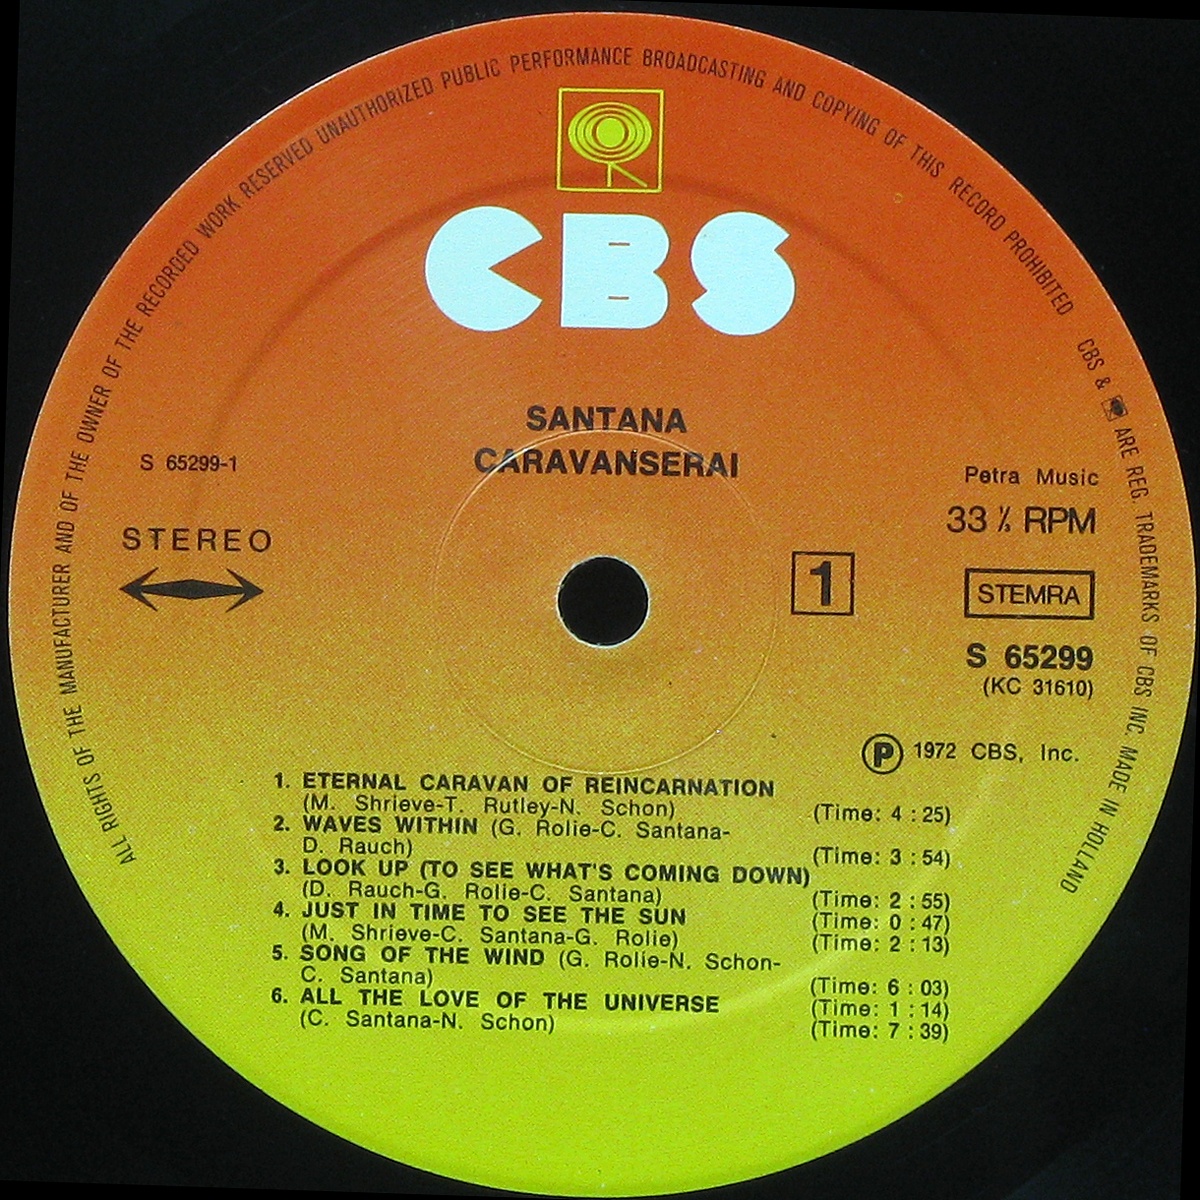 ALL RIGHTS OF THE MANUFACTURER AND OF THE OWNER OF THE RECORDED WORK RESERVED UNAUTHORIZED PUBLIC PERFORMANCE BROADCASTING AND COPYING OF THIS RECORD PROHIBITED
CBS & ARE REG. TRADEMARKS OF CBS INC. MADE IN HOLLAND
CBS
SANTANA
CARAVANSERAI
S 65299-1
STEREO
Petra Music
33 ⅓ RPM
1
STEMRA
S 65299
(KC 31610)
Ⓟ 1972 CBS, Inc.
1. ETERNAL CARAVAN OF REINCARNATION
(M. Shrieve-T. Rutley-N. Schon) (Time: 4 : 25)
2. WAVES WITHIN (G. Rolie-C. Santana-
D. Rauch) (Time: 3 : 54)
3. LOOK UP (TO SEE WHAT'S COMING DOWN)
(D. Rauch-G. Rolie-C. Santana) (Time: 2 : 55)
4. JUST IN TIME TO SEE THE SUN (Time: 0 : 47)
(M. Shrieve-C. Santana-G. Rolie) (Time: 2 : 13)
5. SONG OF THE WIND (G. Rolie-N. Schon-
C. Santana) (Time: 6 : 03)
6. ALL THE LOVE OF THE UNIVERSE (Time: 1 : 14)
(C. Santana-N. Schon) (Time: 7 : 39)